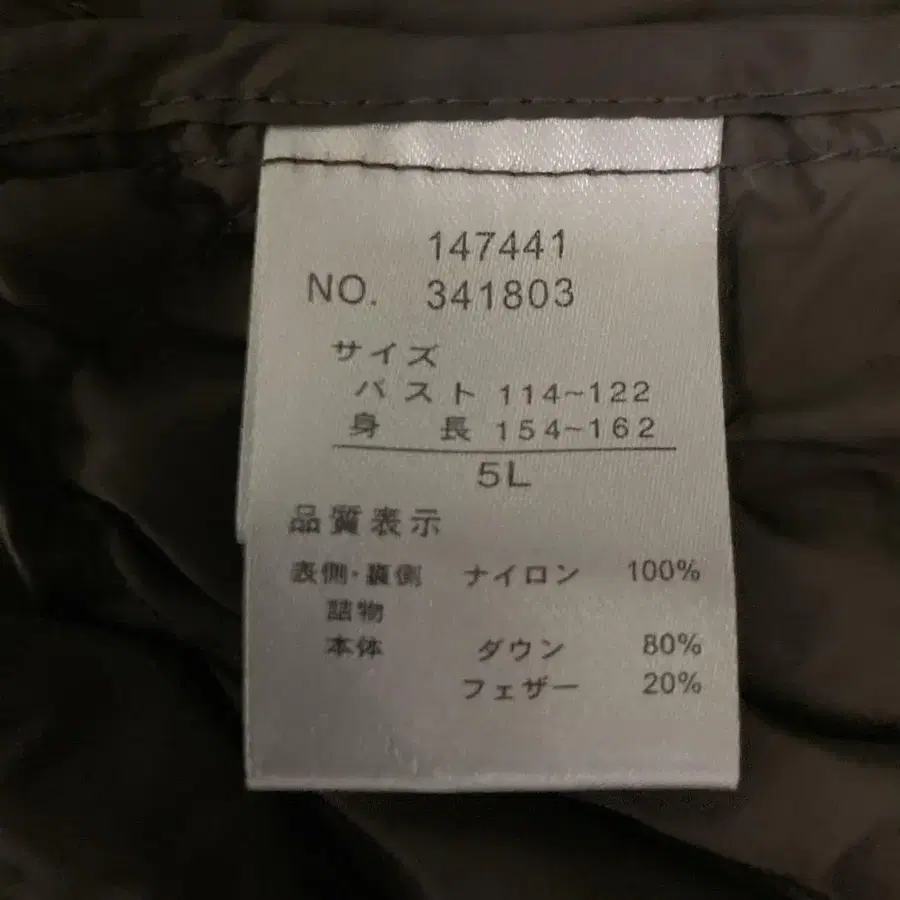 147441
NO. 341803
サイズ
バスト 114~122
身 長 154~162
5L
品質表示
表側・裏側 ナイロン 100%
詰物
本体 ダウン 80%
フェザー 20%